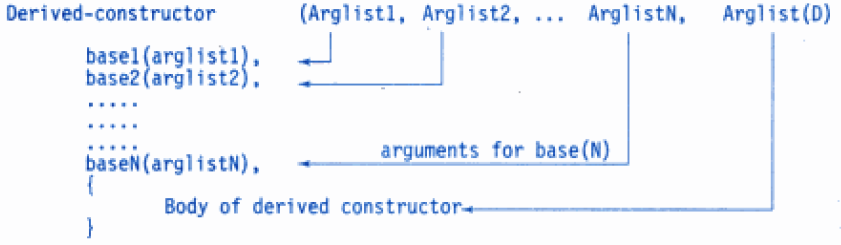 Derived-constructor (Arglist1, Arglist2, ... ArglistN, Arglist(D)
base1(arglist1),
base2(arglist2),
.....
.....
.....
baseN(arglistN), arguments for base(N)
{
Body of derived constructor
}